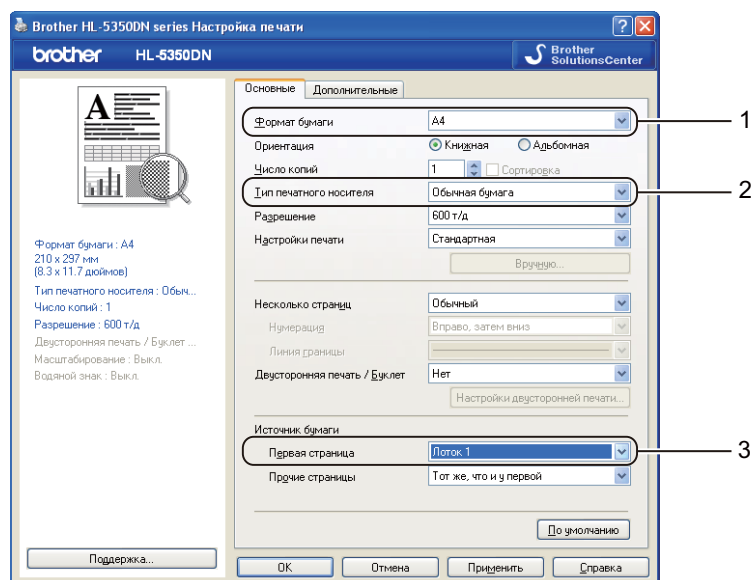 Brother HL-5350DN series Настройка печати
brother HL-5350DN
Brother
SolutionsCenter
Основные Дополнительные
Формат бумаги A4 1
Ориентация Книжная Альбомная
Число копий 1 Сортировка
Тип печатного носителя Обычная бумага 2
Разрешение 600 т/д
Настройки печати Стандартная
Вручную...
Несколько страниц Обычный
Нумерация Вправо, затем вниз
Линия границы
Двусторонняя печать / Буклет Нет
Настройки двусторонней печати...
Источник бумаги
Первая страница Лоток 1 3
Прочие страницы Тот же, что и у первой
По умолчанию
A
Формат бумаги : A4
210 x 297 мм
(8.3 x 11.7 дюймов)
Тип печатного носителя : Обыч...
Число копий : 1
Разрешение : 600 т/д
Двусторонняя печать / Буклет ...
Масштабирование : Выкл.
Водяной знак : Выкл.
Поддержка...
OK Отмена Применить Справка